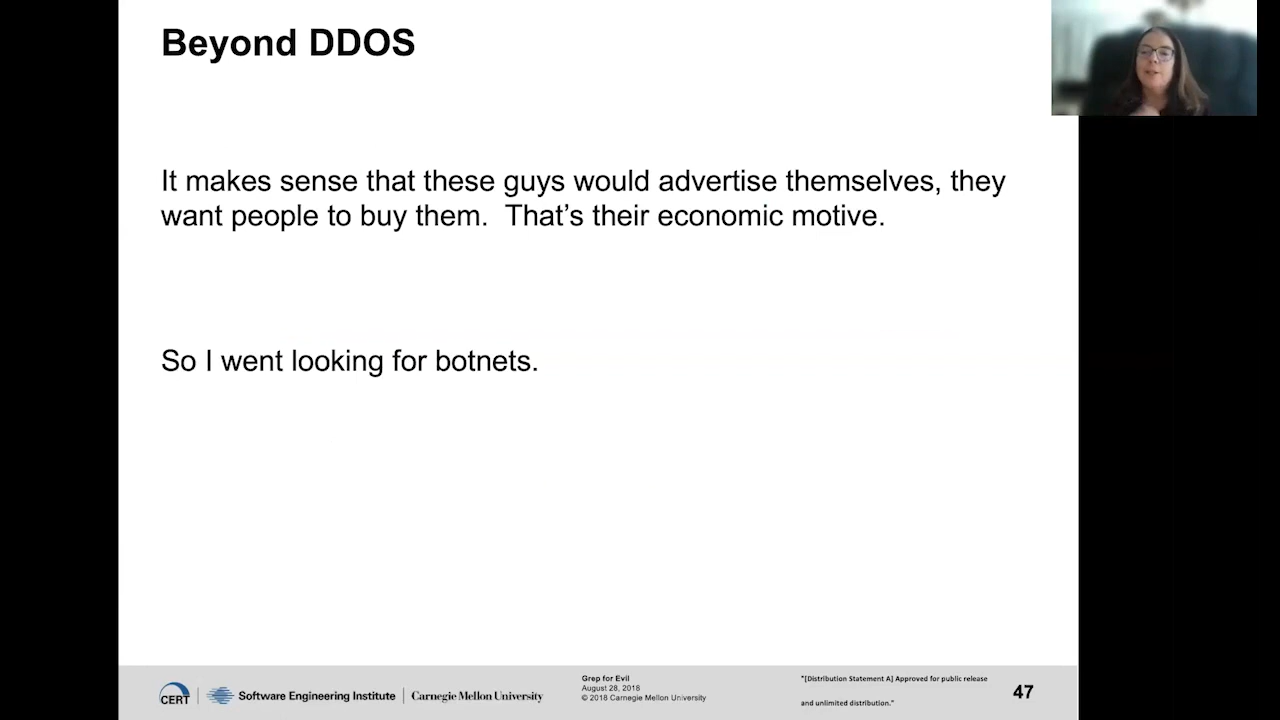 Beyond DDOS
It makes sense that these guys would advertise themselves, they
want people to buy them.  That’s their economic motive.
So I went looking for botnets.
CERT
Software Engineering Institute
Carnegie Mellon University
Grep for Evil
August 28, 2018
© 2018 Carnegie Mellon University
"[Distribution Statement A] Approved for public release
and unlimited distribution."
47